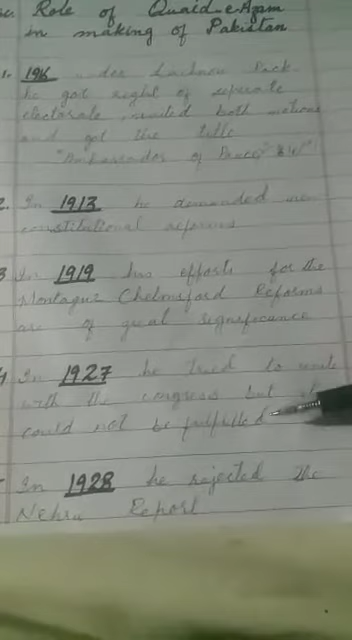 Role of Quaid-e-Azam
in making of Pakistan
1. 1916 under Lucknow Pack
he got right of seperate
electorate, united both nations
and got the title
"Ambassador of Peace"
2. In 1913 he demanded
constitutional reforms
3 In 1919 his efforts for the
Montague Chelmsford Reforms
are of great significance
In 1927 he tried to unite
with the congress but
could not be fulfilled
In 1928 he rejected the
Nehru Report